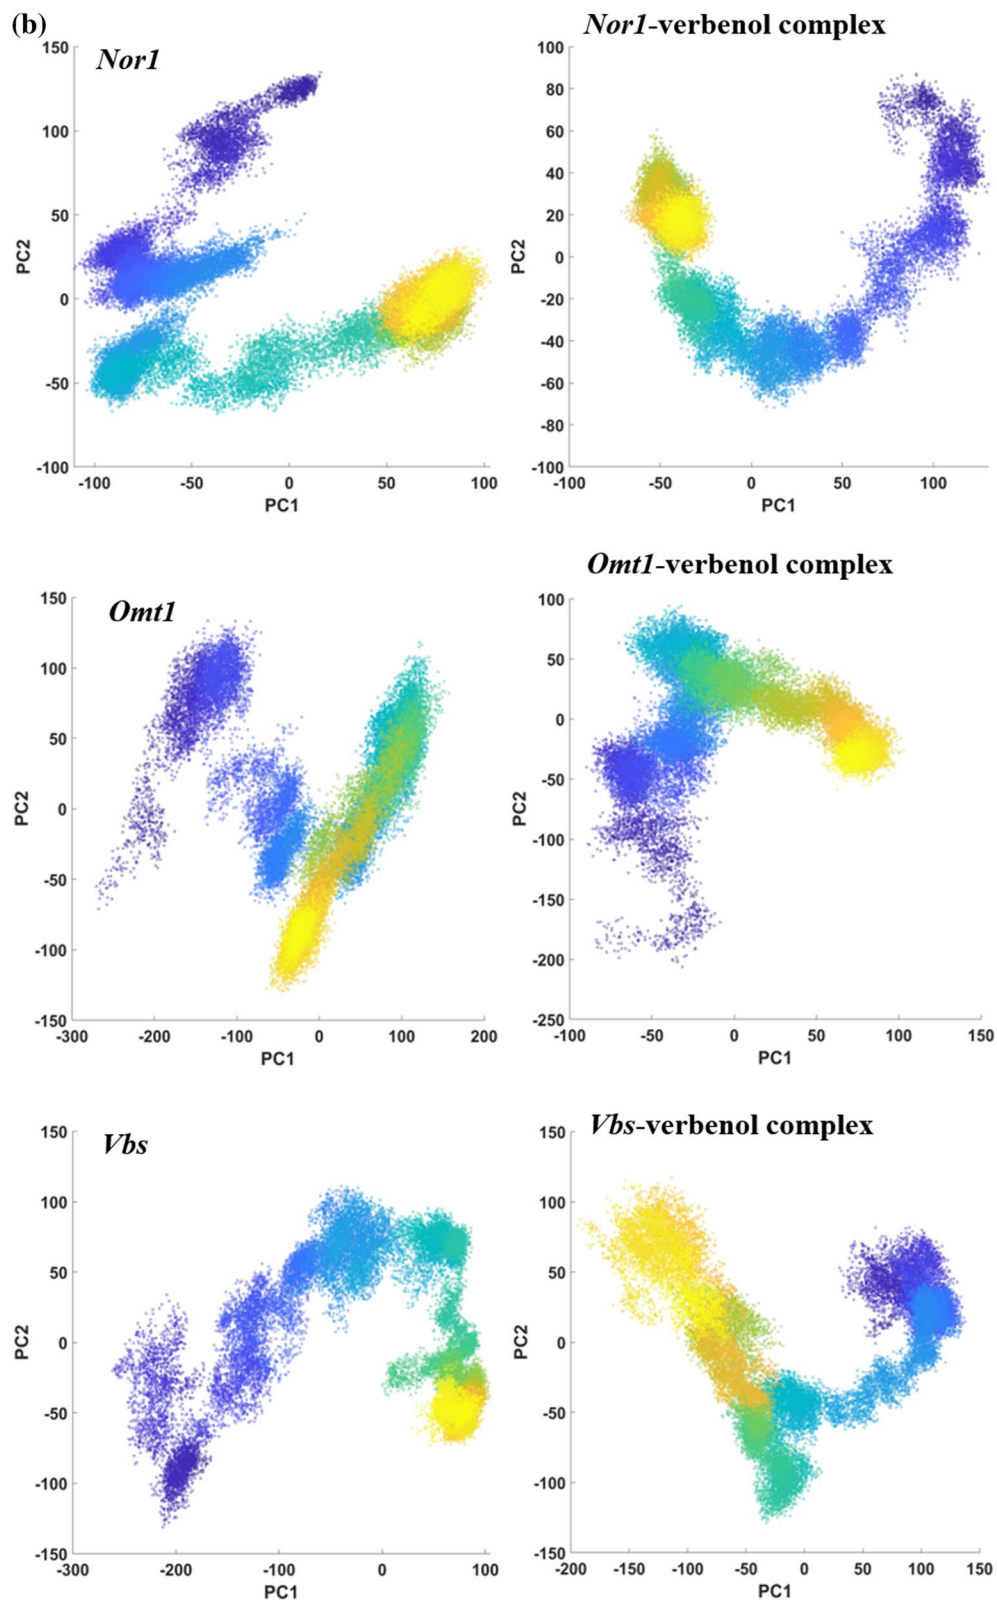 (b)
Nor1
150
100
50
0
-50
-100
PC2
-100 -50 0 50 100
PC1
Nor1-verbenol complex
100
80
60
40
20
0
-20
-40
-60
-80
-100
PC2
-100 -50 0 50 100
PC1
Omt1
150
100
50
0
-50
-100
-150
PC2
-300 -200 -100 0 100 200
PC1
Omt1-verbenol complex
100
50
0
-50
-100
-150
-200
-250
PC2
-100 -50 0 50 100 150
PC1
Vbs
150
100
50
0
-50
-100
-150
PC2
-300 -200 -100 0 100
PC1
Vbs-verbenol complex
150
100
50
0
-50
-100
-150
PC2
-200 -150 -100 -50 0 50 100 150
PC1